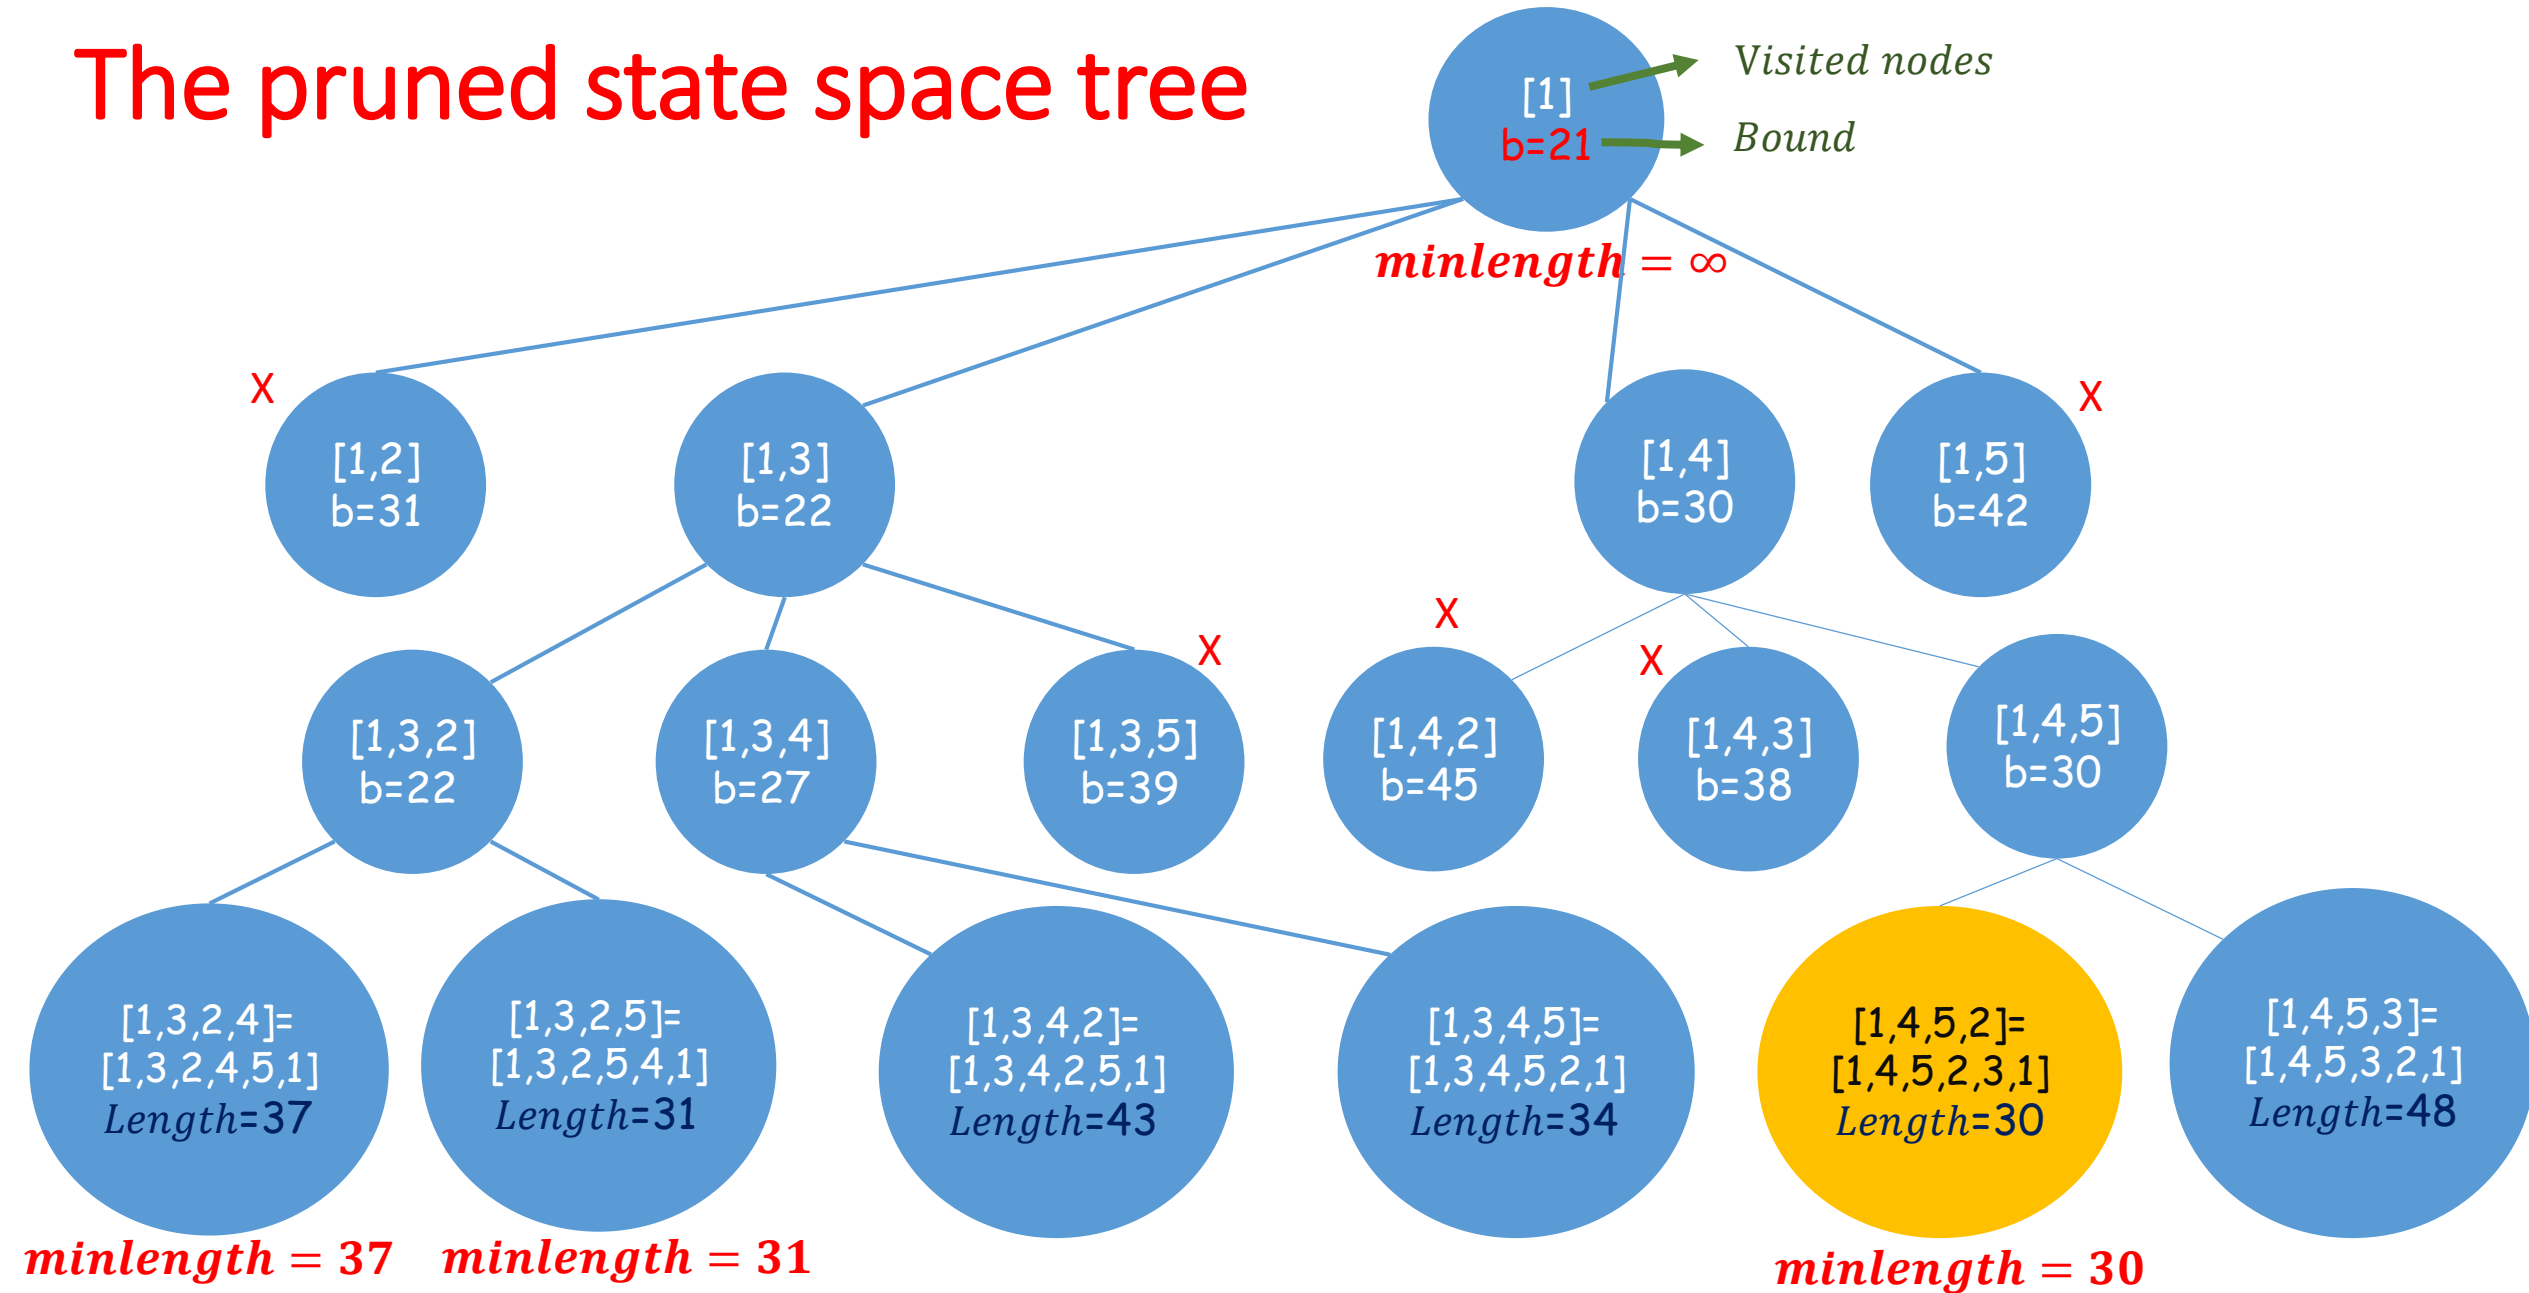 The pruned state space tree
[1]
b=21
Visited nodes
Bound
minlength = ∞
X
[1,2]
b=31
[1,3]
b=22
[1,4]
b=30
X
[1,5]
b=42
[1,3,2]
b=22
[1,3,4]
b=27
X
[1,3,5]
b=39
X
[1,4,2]
b=45
X
[1,4,3]
b=38
[1,4,5]
b=30
[1,3,2,4]=
[1,3,2,4,5,1]
Length=37
[1,3,2,5]=
[1,3,2,5,4,1]
Length=31
[1,3,4,2]=
[1,3,4,2,5,1]
Length=43
[1,3,4,5]=
[1,3,4,5,2,1]
Length=34
[1,4,5,2]=
[1,4,5,2,3,1]
Length=30
[1,4,5,3]=
[1,4,5,3,2,1]
Length=48
minlength = 37
minlength = 31
minlength = 30